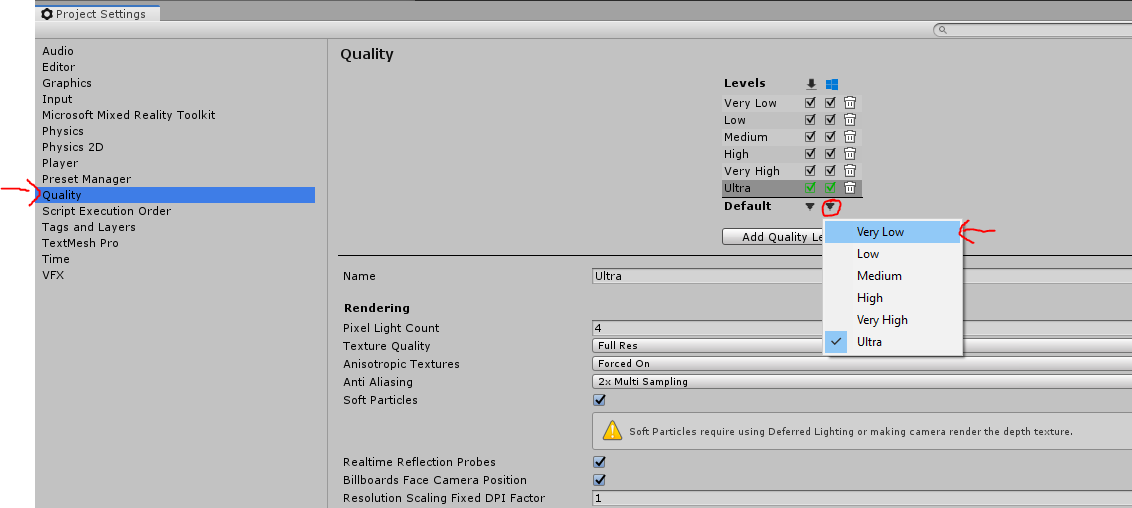 Project Settings
Audio
Editor
Graphics
Input
Microsoft Mixed Reality Toolkit
Physics
Physics 2D
Player
Preset Manager
Quality
Script Execution Order
Tags and Layers
TextMesh Pro
Time
VFX
Quality
Levels
Very Low
Low
Medium
High
Very High
Ultra
Default
Add Quality Le
Very Low
Low
Medium
High
Very High
Ultra
Name Ultra
Rendering
Pixel Light Count 4
Texture Quality Full Res
Anisotropic Textures Forced On
Anti Aliasing 2x Multi Sampling
Soft Particles
Soft Particles require using Deferred Lighting or making camera render the depth texture.
Realtime Reflection Probes
Billboards Face Camera Position
Resolution Scaling Fixed DPI Factor 1